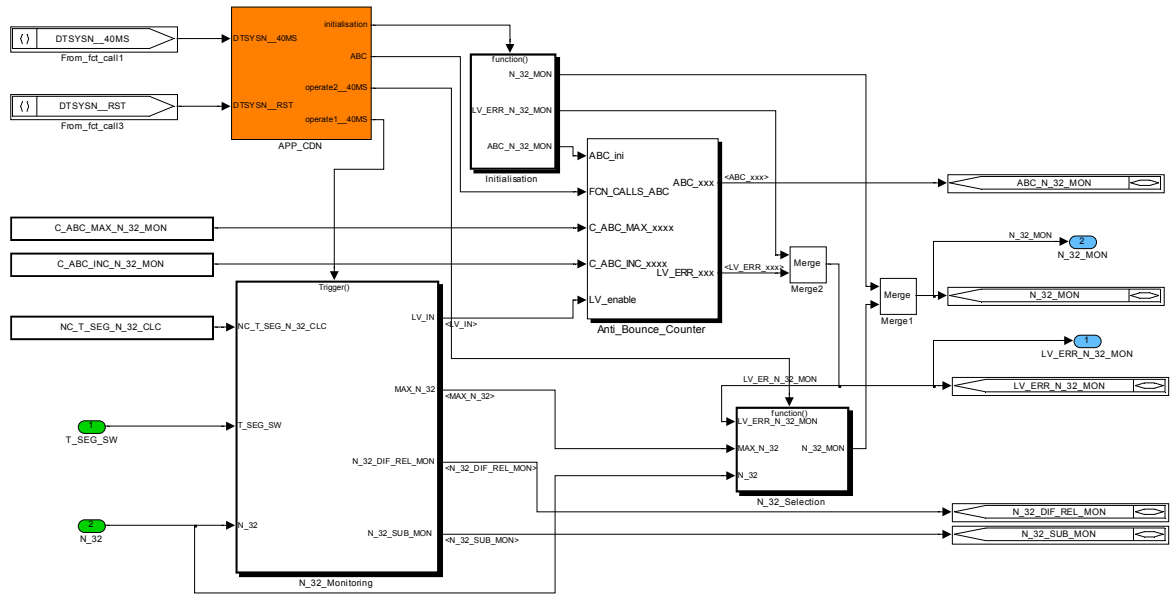 DTSYSN__40MS
From_fct_call1
DTSYSN__RST
From_fct_call3
DTSYSN__40MS
DTSYSN__RST
initialisation
ABC
operate2__40MS
operate1__40MS
APP_CDN
function()
N_32_MON
LV_ERR_N_32_MON
ABC_N_32_MON
Initialisation
ABC_ini
FCN_CALLS_ABC
C_ABC_MAX_xxxx
C_ABC_INC_xxxx
LV_enable
ABC_xxx
LV_ERR_xxx
Anti_Bounce_Counter
<ABC_xxx>
<LV_ERR_xxx>
Merge
Merge2
Merge
Merge1
ABC_N_32_MON
N_32_MON
2
N_32_MON
N_32_MON
1
LV_ERR_N_32_MON
LV_ERR_N_32_MON
C_ABC_MAX_N_32_MON
C_ABC_INC_N_32_MON
NC_T_SEG_N_32_CLC
1
T_SEG_SW
2
N_32
Trigger()
NC_T_SEG_N_32_CLC
T_SEG_SW
N_32
LV_IN
MAX_N_32
N_32_DIF_REL_MON
N_32_SUB_MON
N_32_Monitoring
<LV_IN>
<MAX_N_32>
<N_32_DIF_REL_MON>
<N_32_SUB_MON>
LV_ER_N_32_MON
function()
LV_ERR_N_32_MON
MAX_N_32
N_32
N_32_MON
N_32_Selection
N_32_DIF_REL_MON
N_32_SUB_MON